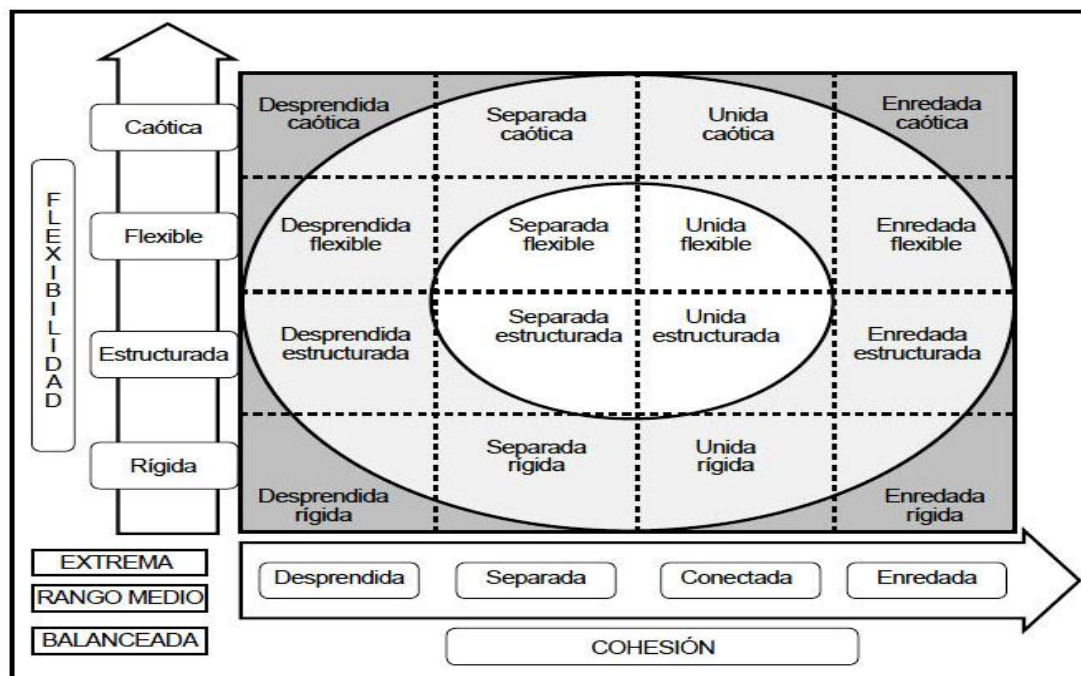 FLEXIBILIDAD
Caótica
Flexible
Estructurada
Rígida
Desprendida
caótica
Separada
caótica
Unida
caótica
Enredada
caótica
Desprendida
flexible
Separada
flexible
Unida
flexible
Enredada
flexible
Desprendida
estructurada
Separada
estructurada
Unida
estructurada
Enredada
estructurada
Desprendida
rígida
Separada
rígida
Unida
rígida
Enredada
rígida
EXTREMA
RANGO MEDIO
BALANCEADA
Desprendida
Separada
Conectada
Enredada
COHESIÓN